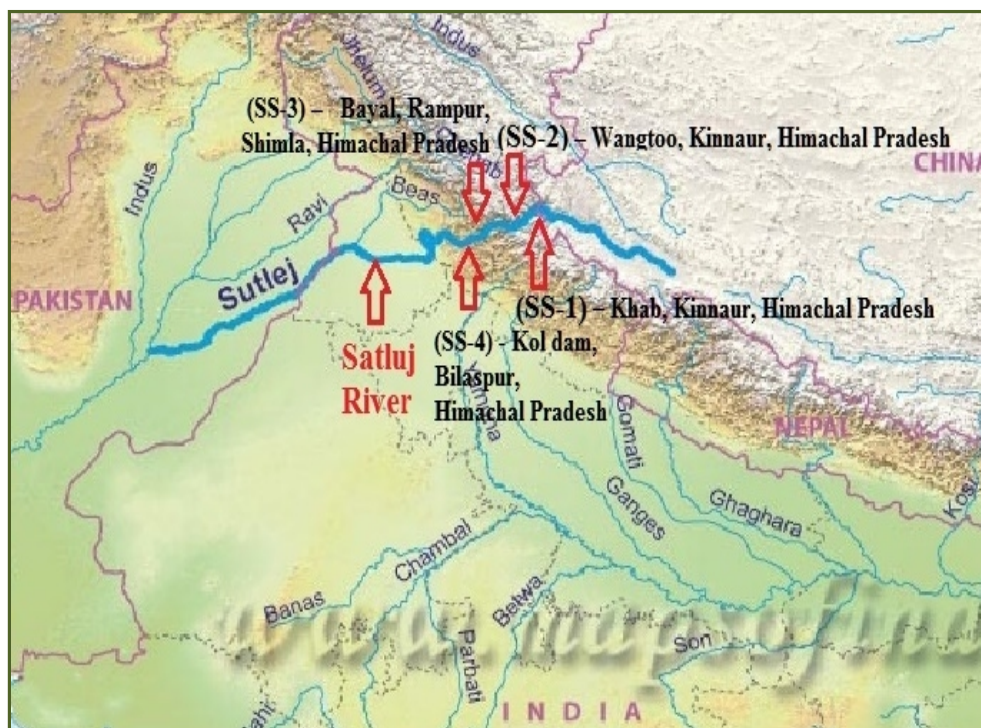 Indus
Jhelum
(SS-3) – Bayal, Rampur,
Shimla, Himachal Pradesh
(SS-2) – Wangtoo, Kinnaur, Himachal Pradesh
CHINA
Indus
Beas
Ravi
Sutlej
PAKISTAN
(SS-1) – Khab, Kinnaur, Himachal Pradesh
Satluj
River
(SS-4) - Kol dam,
Bilaspur,
Himachal Pradesh
Gomati
NEPAL
Ganges
Ghaghara
Kosi
Chambal
Banas
Betwa
Parbati
Son
INDIA